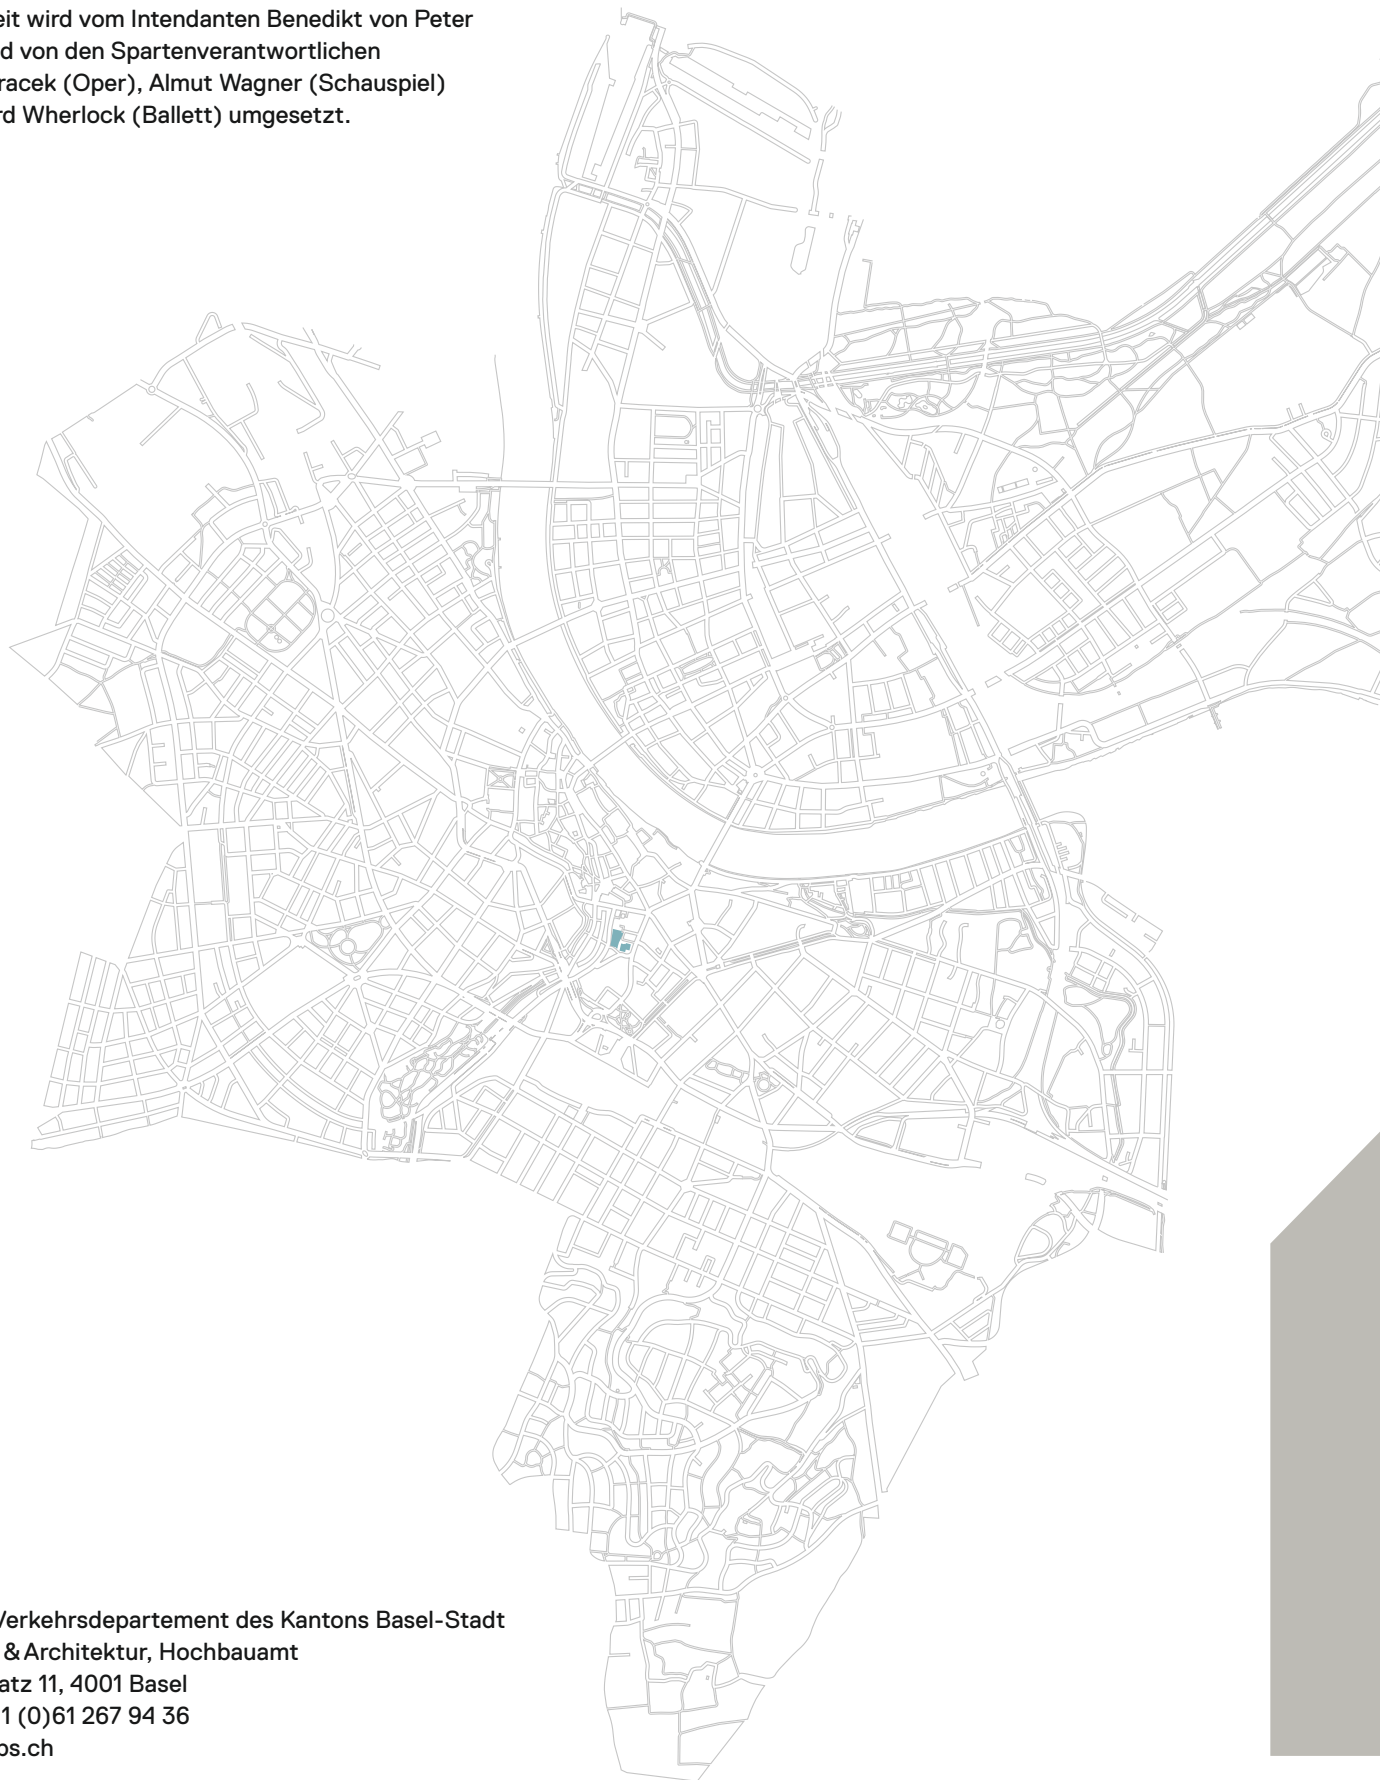 eit wird vom Intendanten Benedikt von Peter
d von den Spartenverantwortlichen
racek (Oper), Almut Wagner (Schauspiel)
rd Wherlock (Ballett) umgesetzt.
Verkehrsdepartement des Kantons Basel-Stadt
& Architektur, Hochbauamt
atz 11, 4001 Basel
1 (0)61 267 94 36
os.ch